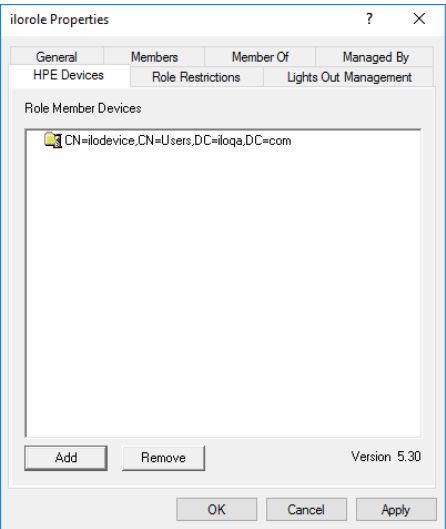 ilorole Properties ? ×
General Members Member Of Managed By
HPE Devices Role Restrictions Lights Out Management
Role Member Devices
CN=ilodevice,CN=Users,DC=iloqa,DC=com
Add Remove Version 5.30
OK Cancel Apply